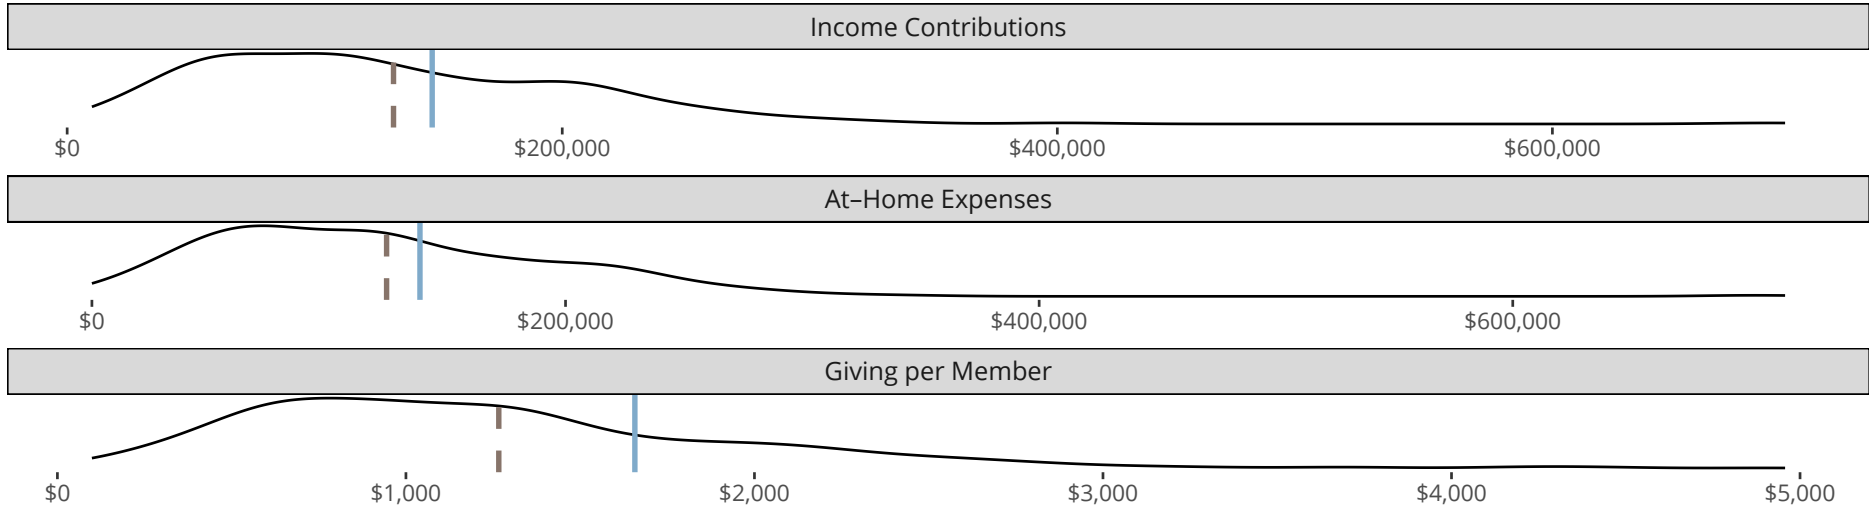 Income Contributions
$0 $200,000 $400,000 $600,000
At–Home Expenses
$0 $200,000 $400,000 $600,000
Giving per Member
$0 $1,000 $2,000 $3,000 $4,000 $5,000